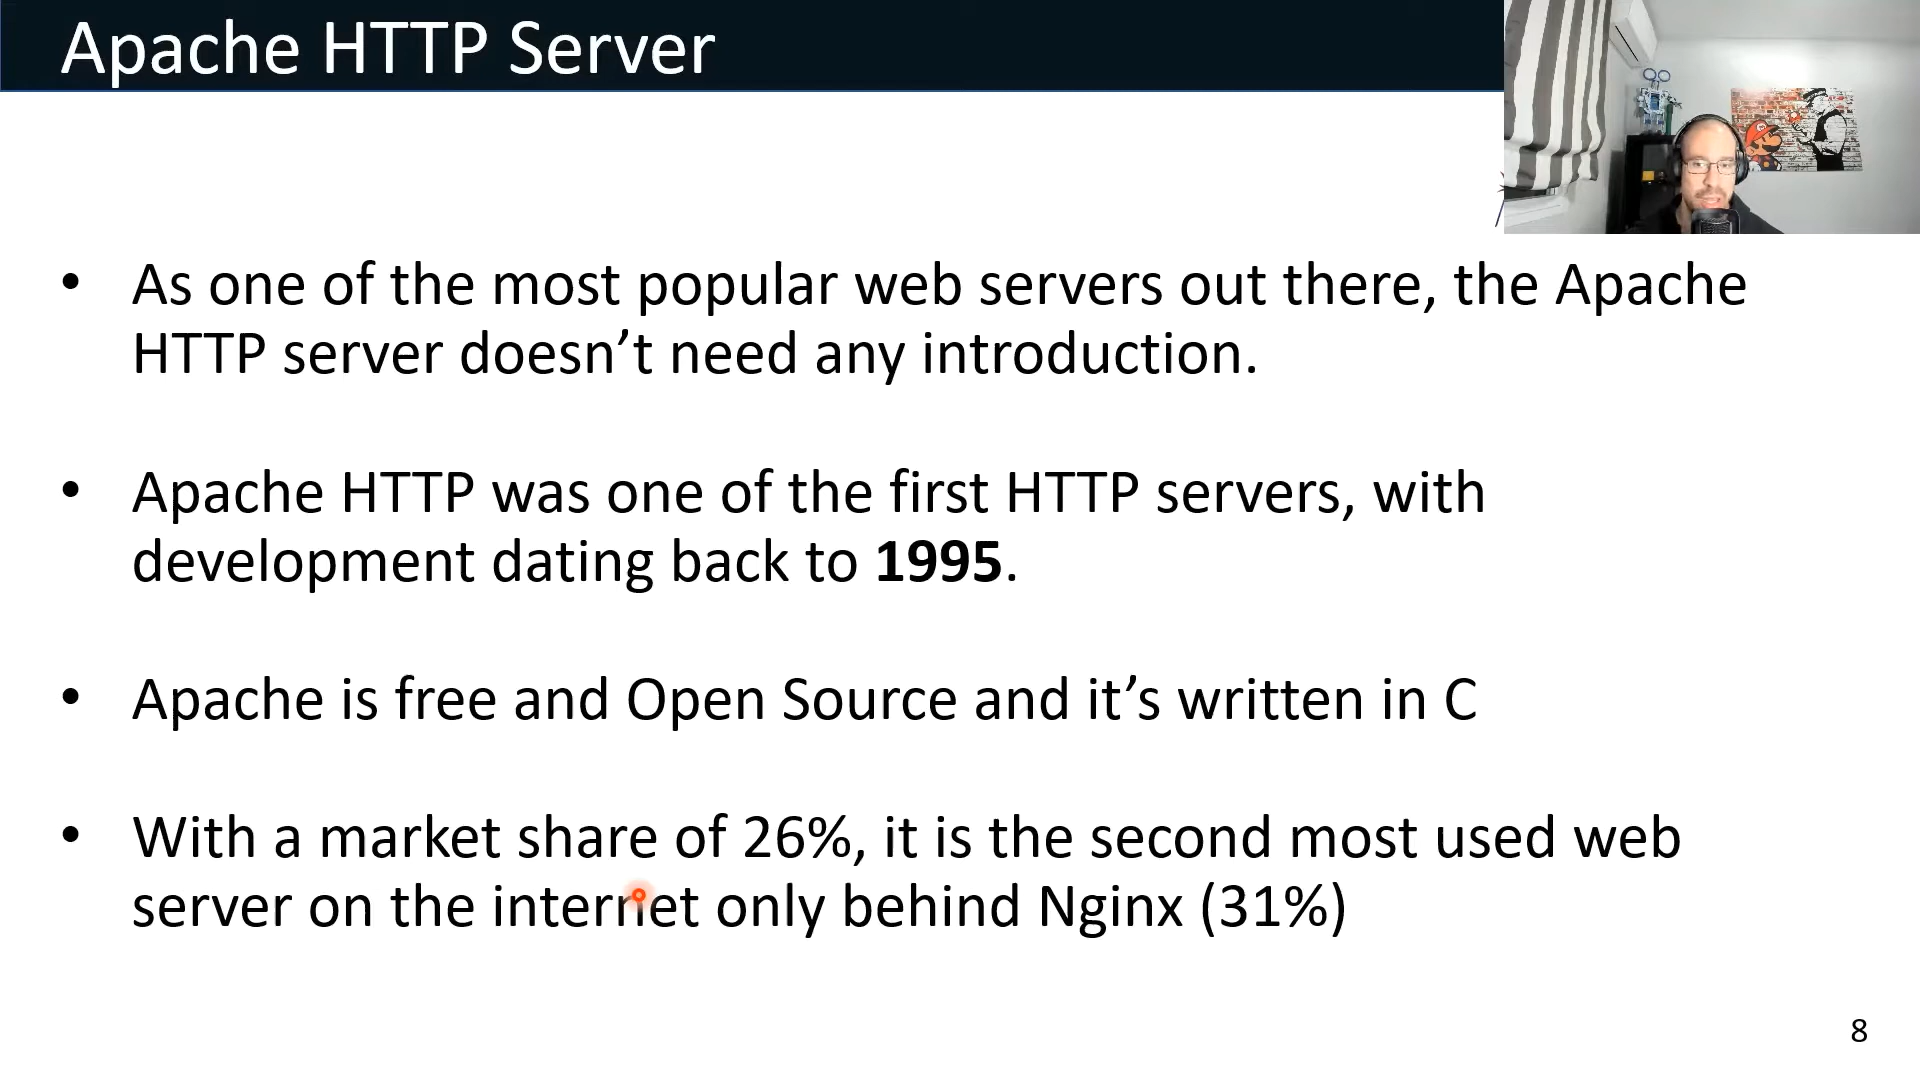 Apache HTTP Server
• As one of the most popular web servers out there, the Apache
HTTP server doesn’t need any introduction.
• Apache HTTP was one of the first HTTP servers, with
development dating back to 1995.
• Apache is free and Open Source and it’s written in C
• With a market share of 26%, it is the second most used web
server on the internet only behind Nginx (31%)
8